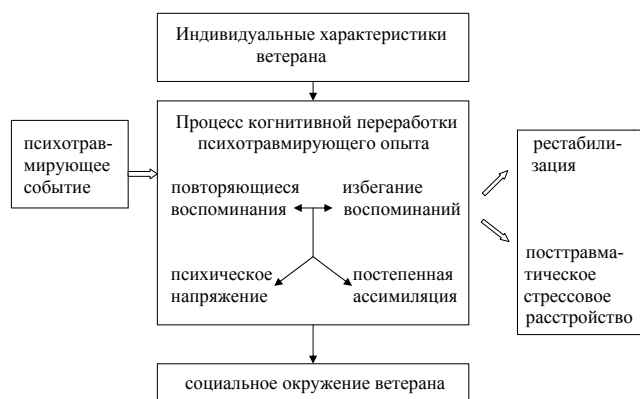 Индивидуальные характеристики
ветерана
психотрав-
мирующее
событие
Процесс когнитивной переработки
психотравмирующего опыта
повторяющиеся
воспоминания
избегание
воспоминаний
психическое
напряжение
постепенная
ассимиляция
рестабили-
зация
посттравма-
тическое
стрессовое
расстройство
социальное окружение ветерана